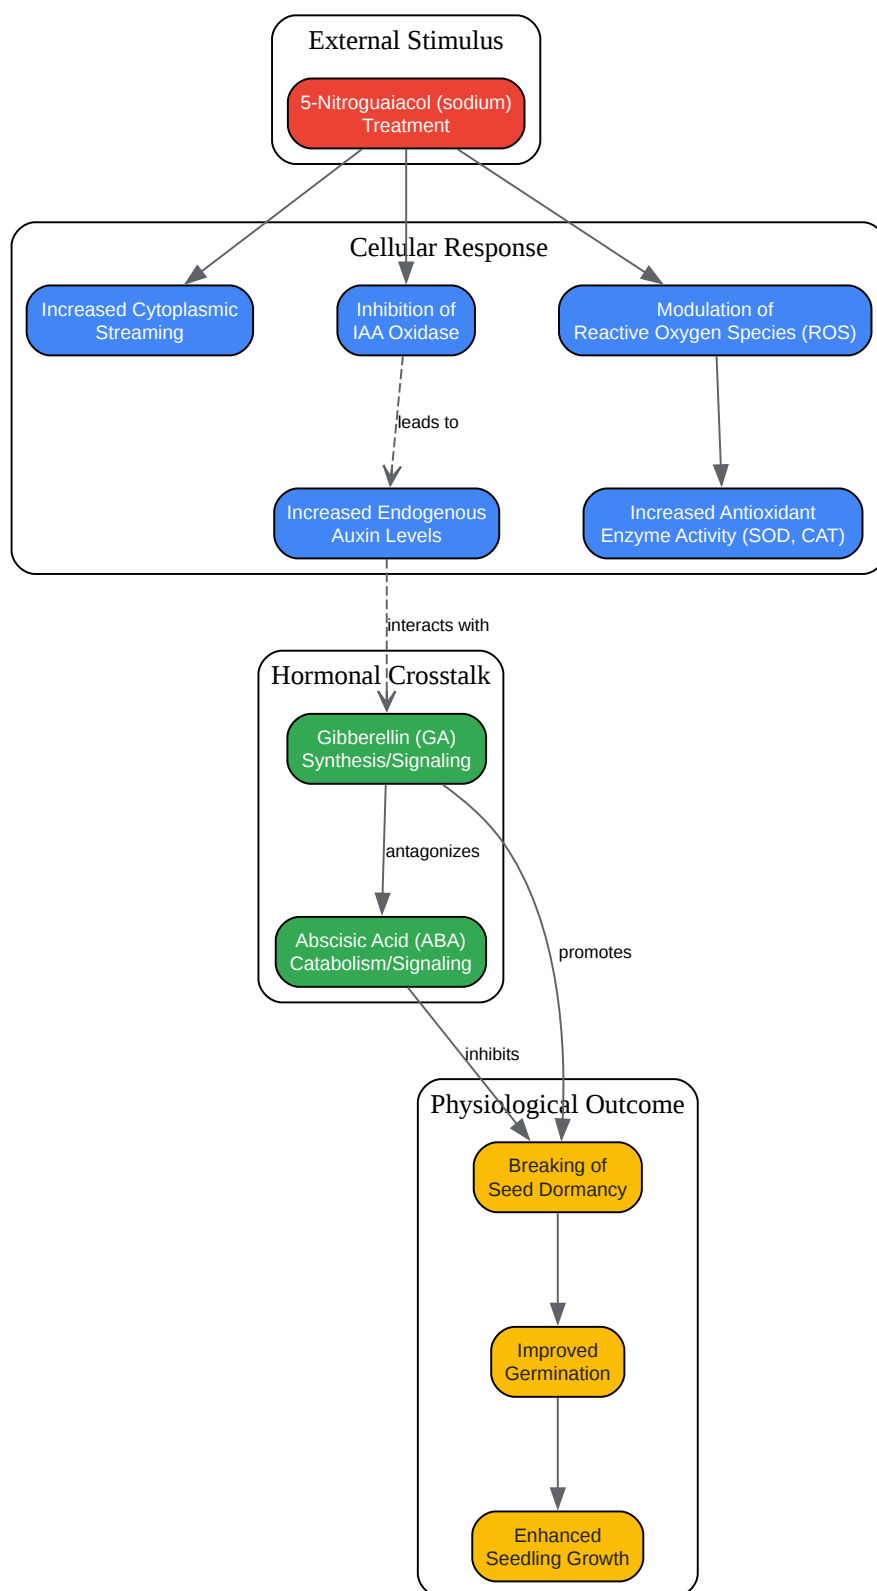 External Stimulus
5-Nitroguaiacol (sodium)
Treatment
Cellular Response
Increased Cytoplasmic
Streaming
Inhibition of
IAA Oxidase
Modulation of
Reactive Oxygen Species (ROS)
leads to
Increased Endogenous
Auxin Levels
Increased Antioxidant
Enzyme Activity (SOD, CAT)
interacts with
Hormonal Crosstalk
Gibberellin (GA)
Synthesis/Signaling
antagonizes
Abscisic Acid (ABA)
Catabolism/Signaling
promotes
inhibits
Physiological Outcome
Breaking of
Seed Dormancy
Improved
Germination
Enhanced
Seedling Growth